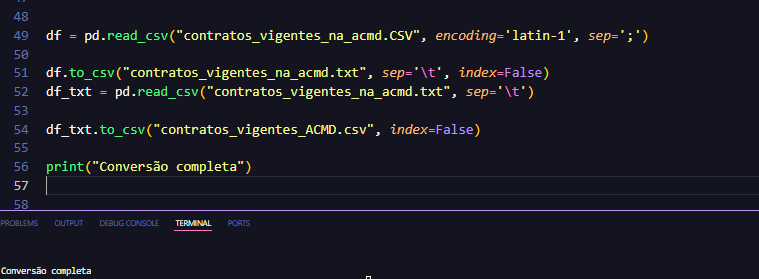 48
49 df = pd.read_csv("contratos_vigentes_na_acmd.CSV", encoding='latin-1', sep=';')
50
51 df.to_csv("contratos_vigentes_na_acmd.txt", sep='\t', index=False)
52 df_txt = pd.read_csv("contratos_vigentes_na_acmd.txt", sep='\t')
53
54 df_txt.to_csv("contratos_vigentes_ACMD.csv", index=False)
55
56 print("Conversão completa")
57
58
PROBLEMS OUTPUT DEBUG CONSOLE TERMINAL PORTS
Conversão completa